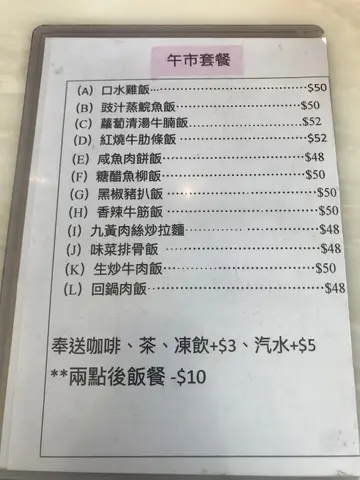 午市套餐
(A) 口水雞飯 $50
(B) 豉汁蒸鯇魚飯 $50
(C) 蘿蔔清湯牛腩飯 $52
(D) 紅燒牛肋條飯 $52
(E) 咸魚肉餅飯 $48
(F) 糖醋魚柳飯 $50
(G) 黑椒豬扒飯 $50
(H) 香辣牛筋飯 $50
(I) 九黃肉絲炒拉麵 $48
(J) 味菜排骨飯 $48
(K) 生炒牛肉飯 $50
(L) 回鍋肉飯 $48
奉送咖啡、茶、凍飲+$3、汽水+$5
**兩點後飯餐 -$10